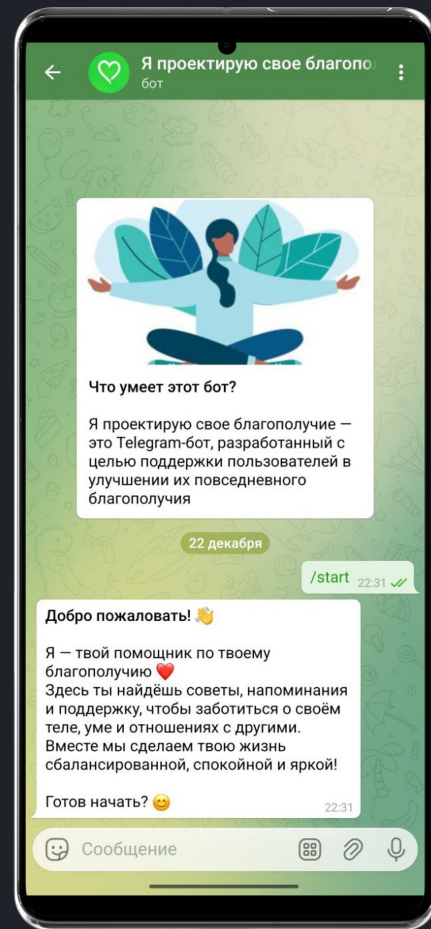 Я проектирую свое благопо
бот
Что умеет этот бот?
Я проектирую свое благополучие —
это Telegram-бот, разработанный с
целью поддержки пользователей в
улучшении их повседневного
благополучия
22 декабря
/start 22:31
Добро пожаловать! 👋
Я — твой помощник по твоему
благополучию ❤️
Здесь ты найдёшь советы, напоминания
и поддержку, чтобы заботиться о своём
теле, уме и отношениях с другими.
Вместе мы сделаем твою жизнь
сбалансированной, спокойной и яркой!
Готов начать? 😊
22:31
Сообщение